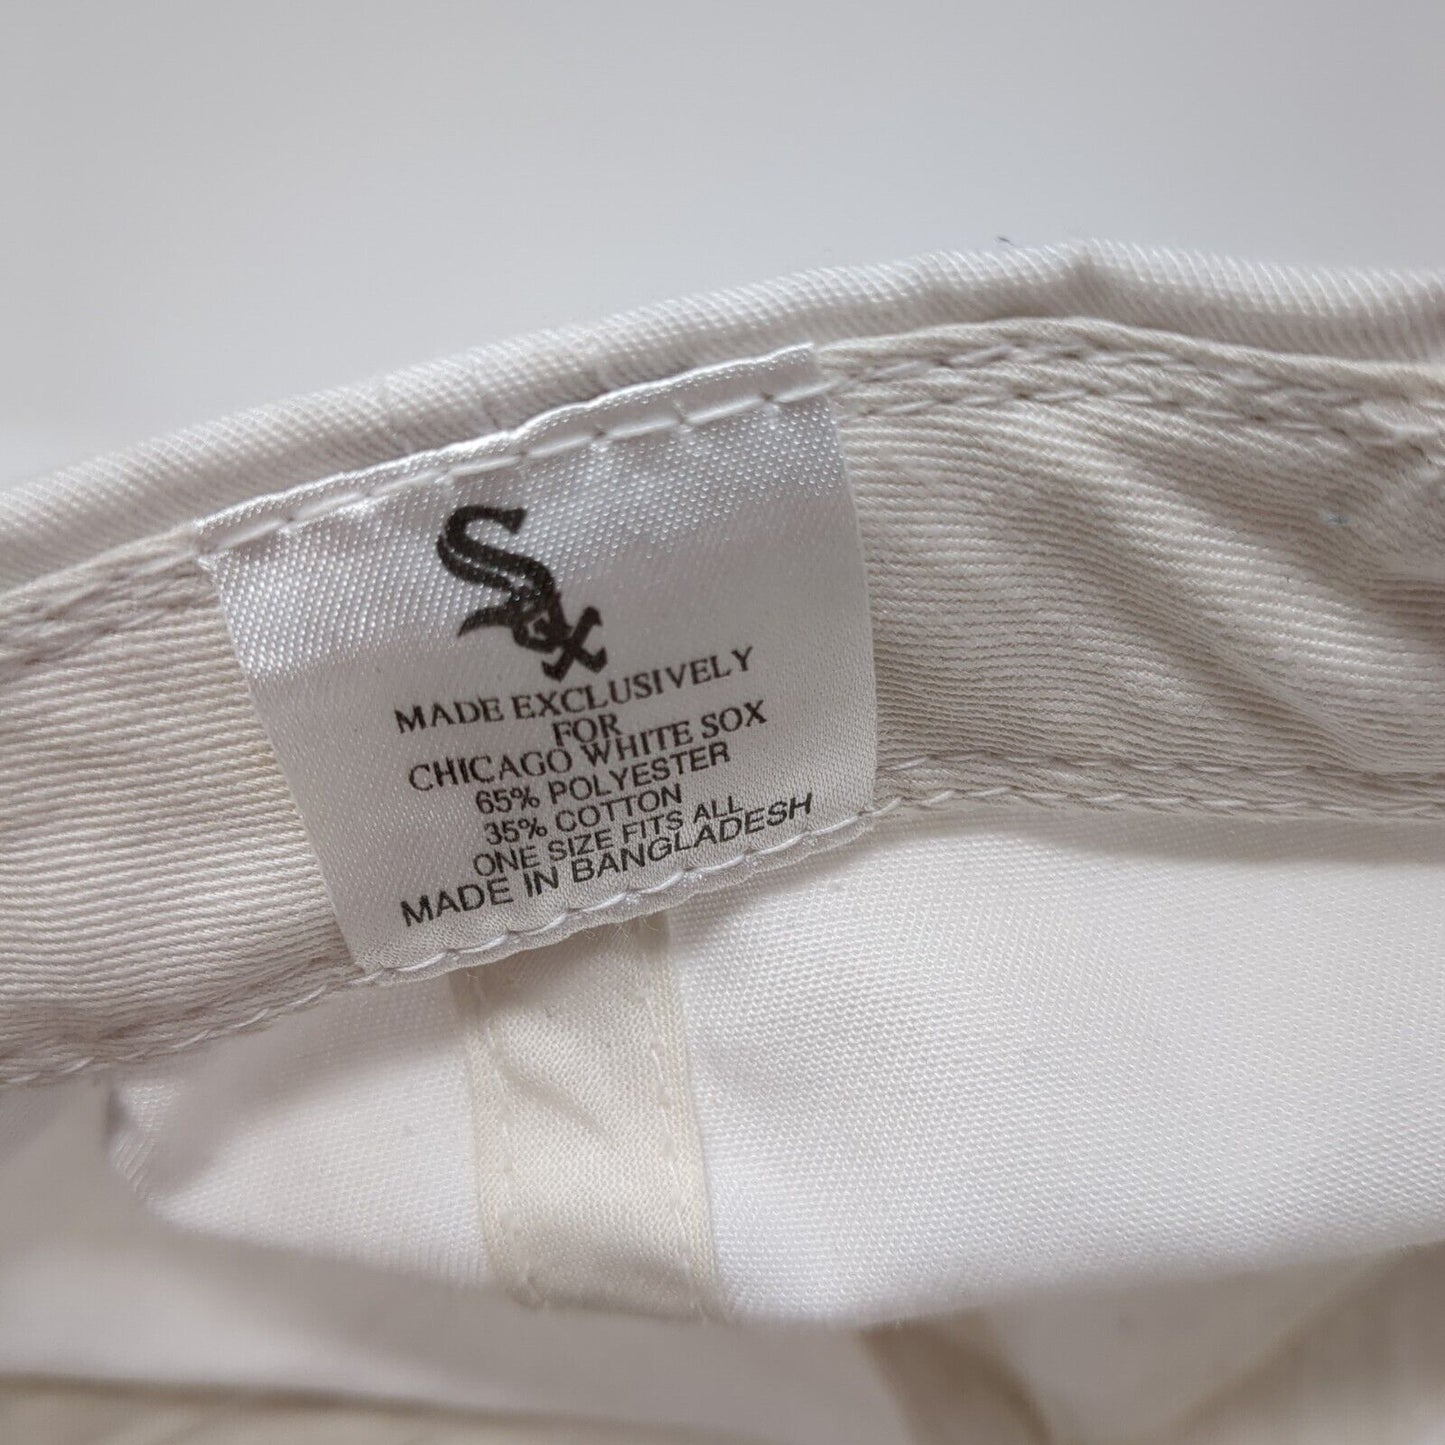 Sox
MADE EXCLUSIVELY
FOR
CHICAGO WHITE SOX
65% POLYESTER
35% COTTON
ONE SIZE FITS ALL
MADE IN BANGLADESH